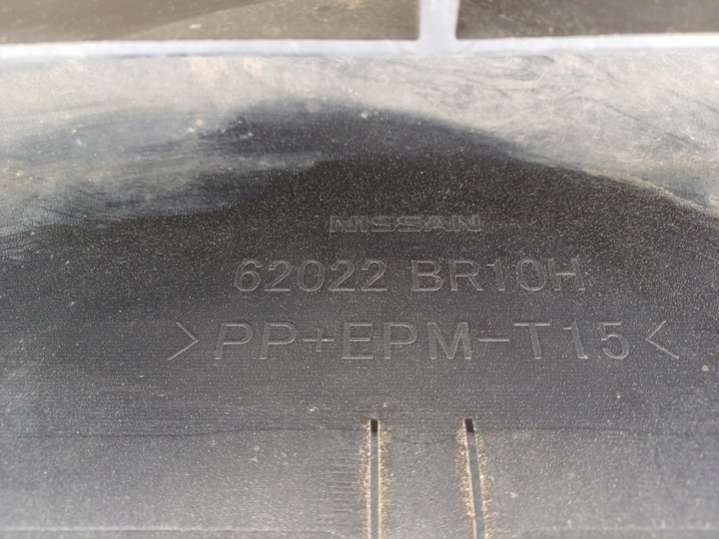 NISSAN
62022 BR10H
>PP+EPM-T15<